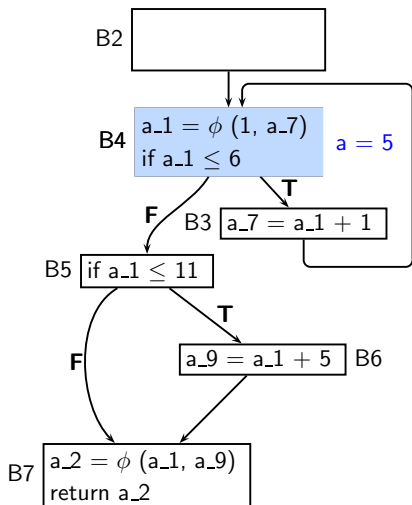 B2
B4
a_1 = ϕ (1, a_7)
if a_1 ≤ 6
a = 5
F
T
B3
a_7 = a_1 + 1
B5
if a_1 ≤ 11
F
T
a_9 = a_1 + 5
B6
B7
a_2 = ϕ (a_1, a_9)
return a_2